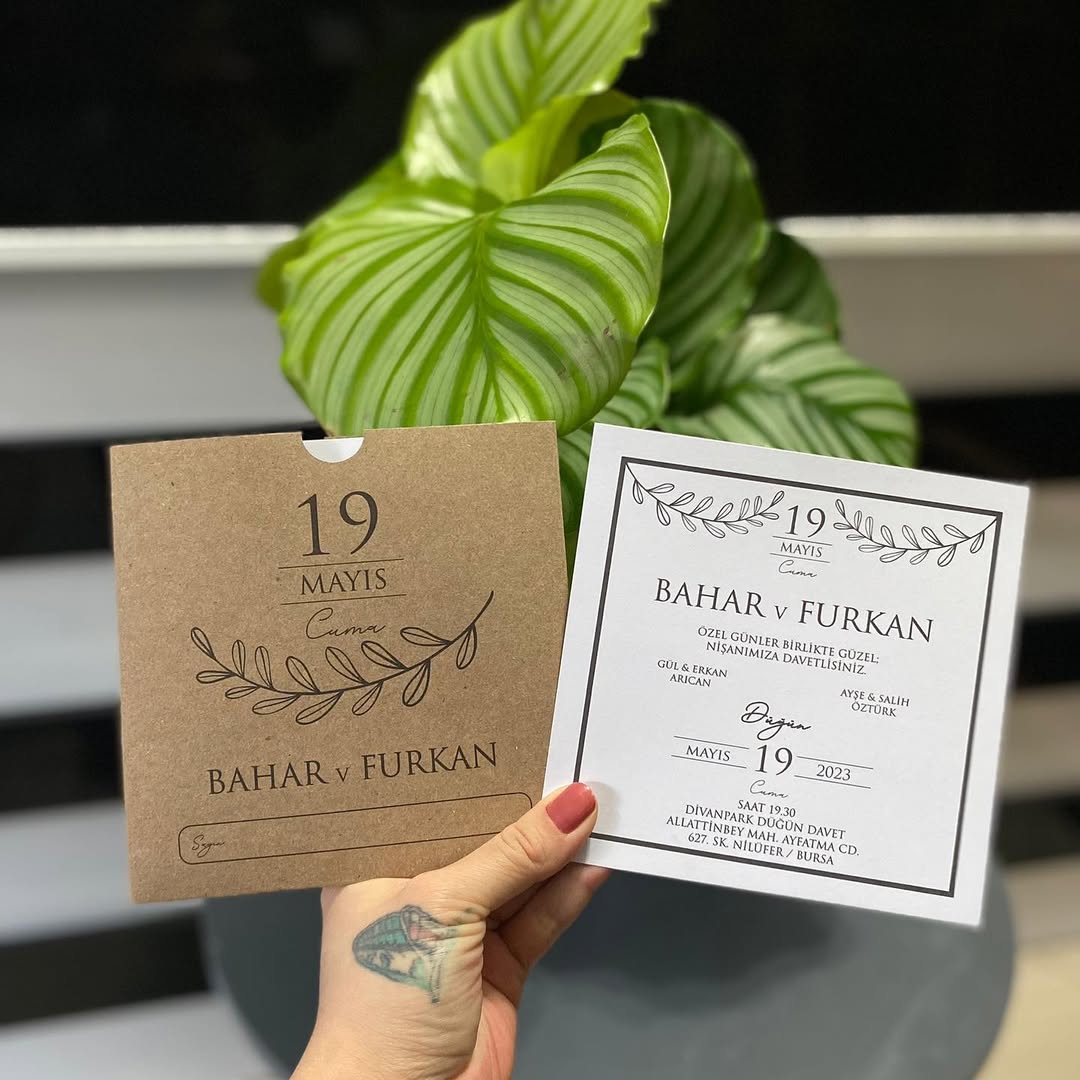 19
MAYIS
Cuma
BAHAR v FURKAN
Sayın
19
MAYIS
Cuma
BAHAR v FURKAN
ÖZEL GÜNLER BİRLİKTE GÜZEL;
NİŞANIMIZA DAVETLİSİNİZ.
GÜL & ERKAN
ARICAN
AYŞE & SALİH
ÖZTÜRK
Düğün
MAYIS 19 2023
Cuma
SAAT 19.30
DİVANPARK DÜĞÜN DAVET
ALLATTİNBEY MAH. AYFATMA CD.
627. SK. NİLÜFER / BURSA